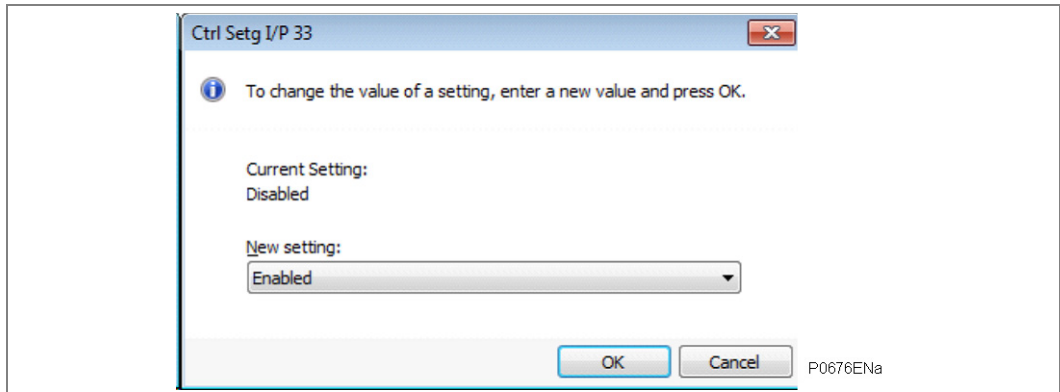 Ctrl Setg I/P 33
To change the value of a setting, enter a new value and press OK.
Current Setting:
Disabled
New setting:
Enabled
OK Cancel
P0676ENa